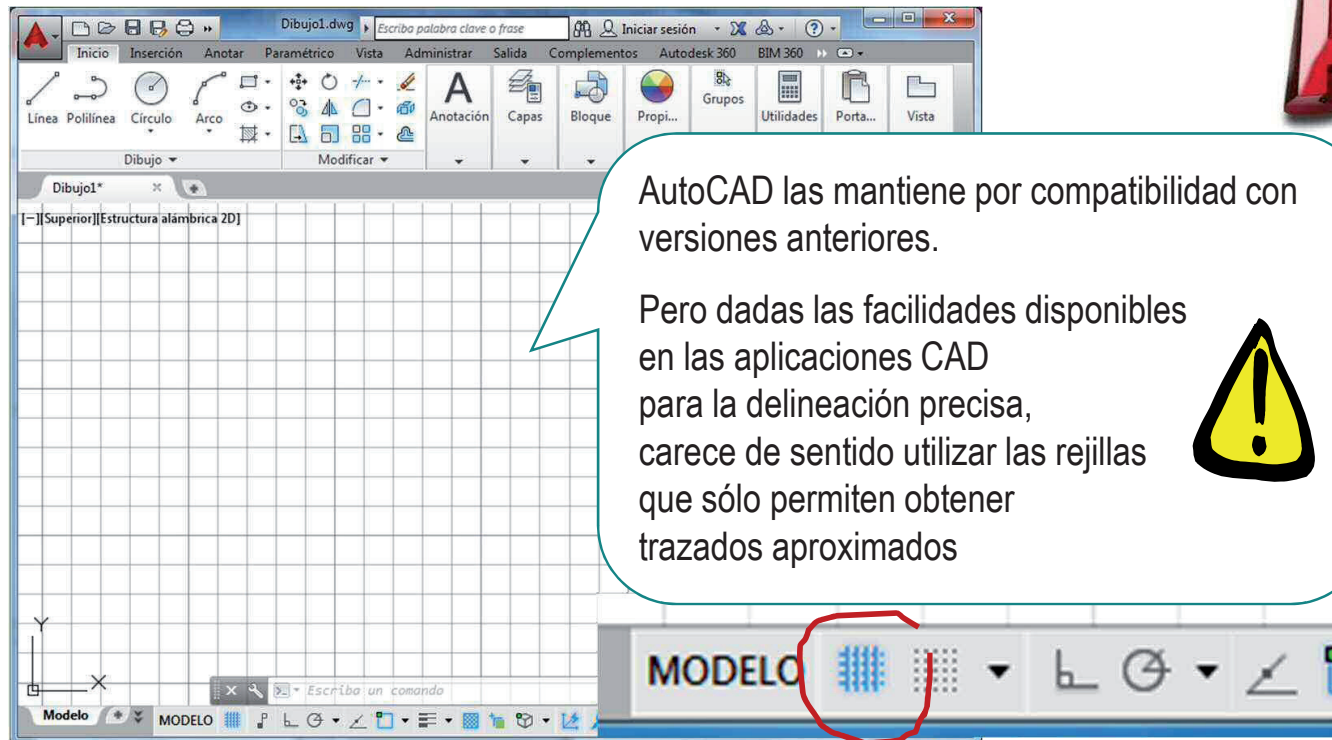 Dibujo1.dwg
Escriba palabra clave o frase
Iniciar sesión
Inicio Inserción Anotar Paramétrico Vista Administrar Salida Complementos Autodesk 360 BIM 360
Línea Polilínea Círculo Arco
Anotación Capas Bloque Propi... Grupos Utilidades Porta... Vista
Dibujo Modificar
Dibujo1*
[−][Superior][Estructura alámbrica 2D]
AutoCAD las mantiene por compatibilidad con
versiones anteriores.
Pero dadas las facilidades disponibles
en las aplicaciones CAD
para la delineación precisa,
carece de sentido utilizar las rejillas
que sólo permiten obtener
trazados aproximados
Y
X
Escriba un comando
Modelo MODELO
MODELO